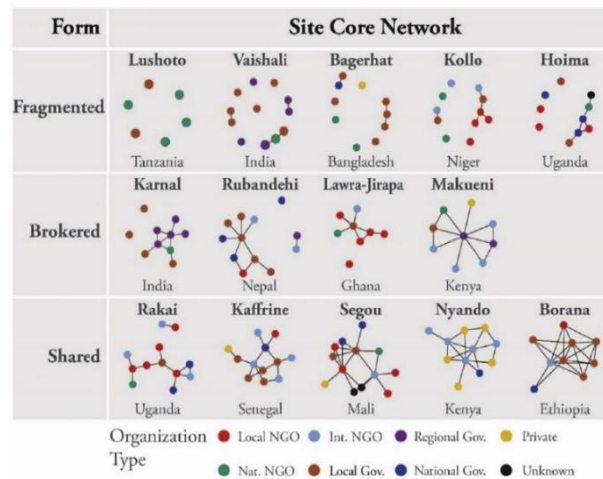 Form Site Core Network
Lushoto Vaishali Bagerhat Kollo Hoima
Fragmented
Tanzania India Bangladesh Niger Uganda
Karnal Rubandehi Lawra-Jirapa Makueni
Brokered
India Nepal Ghana Kenya
Rakai Kaffrine Segou Nyando Borana
Shared
Uganda Senegal Mali Kenya Ethiopia
Organization Type
Local NGO Int. NGO Regional Gov. Private
Nat. NGO Local Gov. National Gov. Unknown